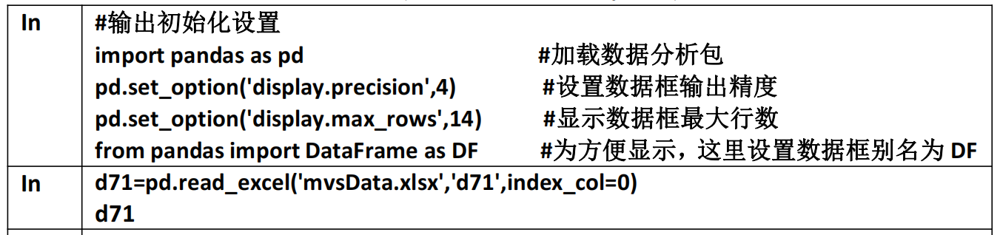 In #输出初始化设置
import pandas as pd #加载数据分析包
pd.set_option('display.precision',4) #设置数据框输出精度
pd.set_option('display.max_rows',14) #显示数据框最大行数
from pandas import DataFrame as DF #为方便显示，这里设置数据框别名为 DF
In d71=pd.read_excel('mvsData.xlsx','d71',index_col=0)
d71